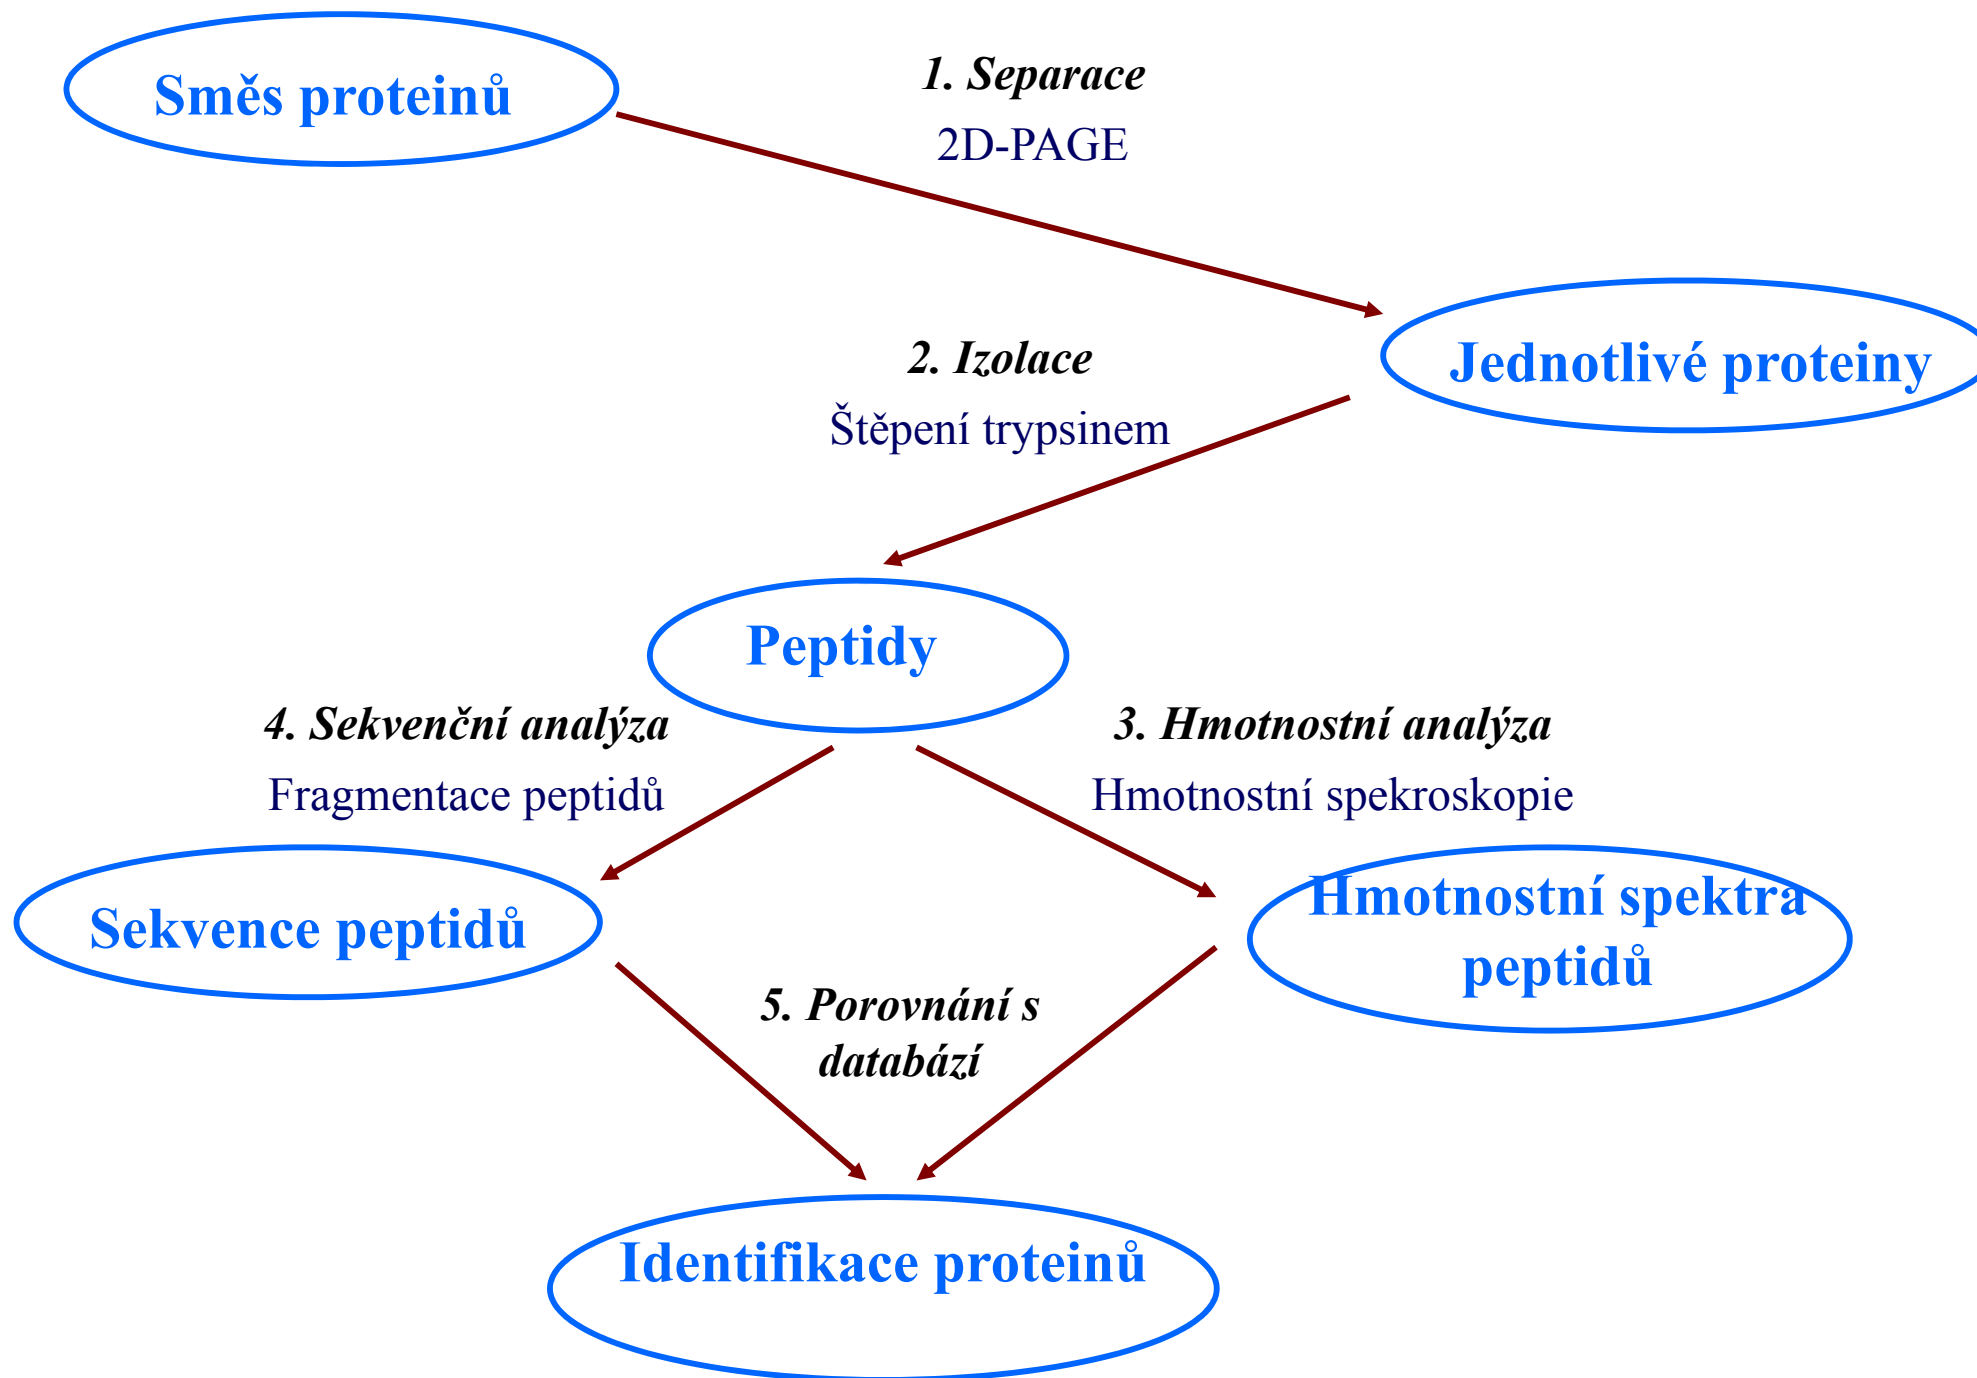 Směs proteinů
1. Separace
2D-PAGE
Jednotlivé proteiny
2. Izolace
Štěpení trypsinem
Peptidy
4. Sekvenční analýza
Fragmentace peptidů
3. Hmotnostní analýza
Hmotnostní spekroskopie
Sekvence peptidů
Hmotnostní spektra
peptidů
5. Porovnání s
databází
Identifikace proteinů